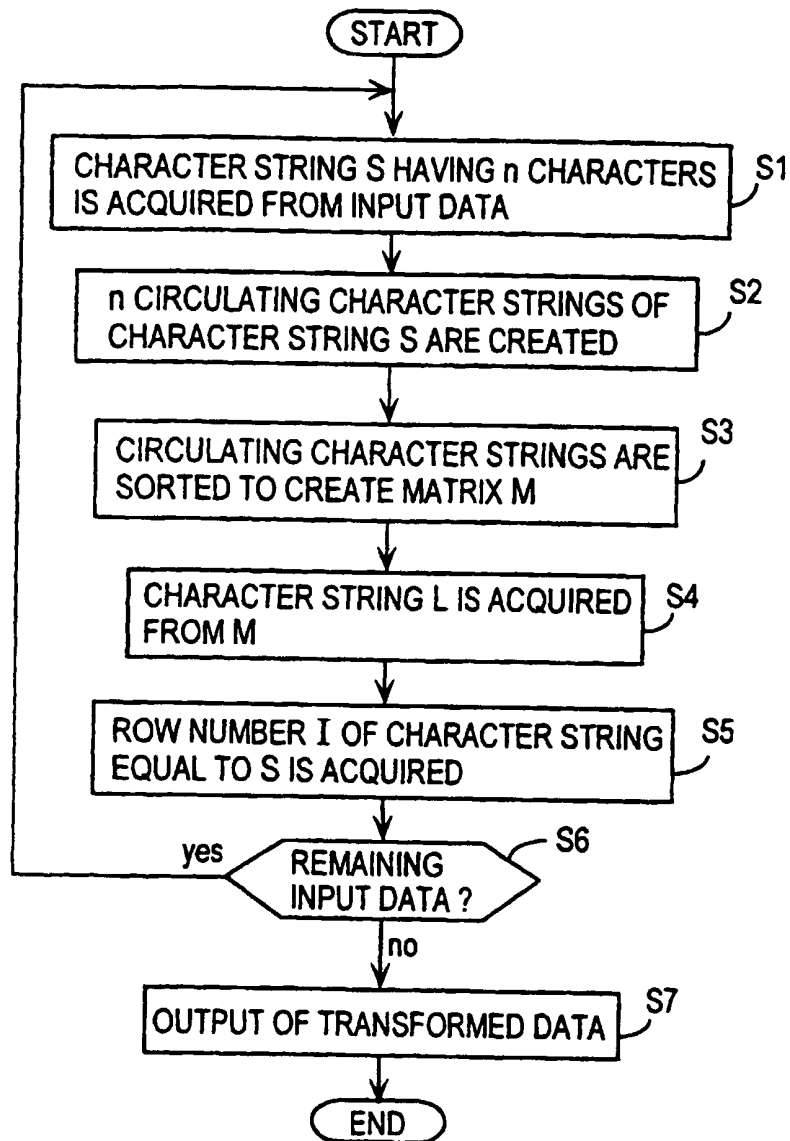 START
CHARACTER STRING S HAVING n CHARACTERS
IS ACQUIRED FROM INPUT DATA
S1
n CIRCULATING CHARACTER STRINGS OF
CHARACTER STRING S ARE CREATED
S2
CIRCULATING CHARACTER STRINGS ARE
SORTED TO CREATE MATRIX M
S3
CHARACTER STRING L IS ACQUIRED
FROM M
S4
ROW NUMBER I OF CHARACTER STRING
EQUAL TO S IS ACQUIRED
S5
yes
REMAINING
INPUT DATA ?
S6
no
OUTPUT OF TRANSFORMED DATA
S7
END